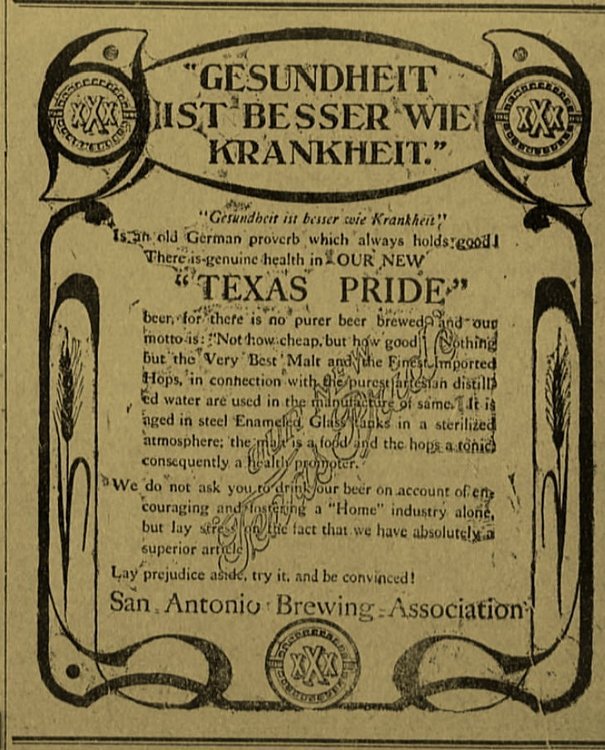 XXX
"GESUNDHEIT
IST BESSER WIE
KRANKHEIT."
XXX
"Gesundheit ist besser wie Krankheit"
Is an old German proverb which always holds good!
There is genuine health in OUR NEW
"TEXAS PRIDE"
beer, for there is no purer beer brewed and our
motto is: "Not how cheap, but how good." Nothing
but the Very Best Malt and the Finest Imported
Hops, in connection with the purest artesian distill
ed water are used in the manufacture of same. It is
aged in steel Enameled Glass tanks in a sterilized
atmosphere; the malt is a food and the hops a tonic;
consequently a health promoter.
We do not ask you to drink our beer on account of en
couraging and fostering a "Home" industry alone,
but lay stress on the fact that we have absolutely a
superior article
Lay prejudice aside, try it, and be convinced!
San Antonio Brewing Association
XXX